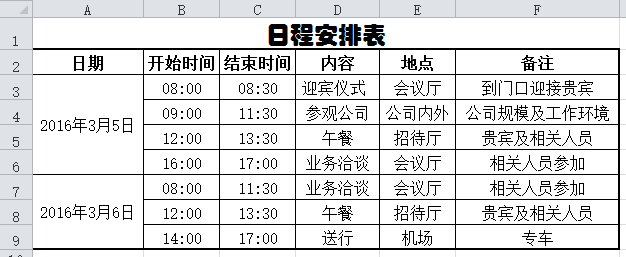 A B C D E F
1 日程安排表
2 日期 开始时间 结束时间 内容 地点 备注
3 08:00 08:30 迎宾仪式 会议厅 到门口迎接贵宾
4 09:00 11:30 参观公司 公司内外 公司规模及工作环境
2016年3月5日
5 12:00 13:30 午餐 招待厅 贵宾及相关人员
6 16:00 17:00 业务洽谈 会议厅 相关人员参加
7 08:00 11:30 业务洽谈 会议厅 相关人员参加
8 2016年3月6日 12:00 13:30 午餐 招待厅 贵宾及相关人员
9 14:00 17:00 送行 机场 专车